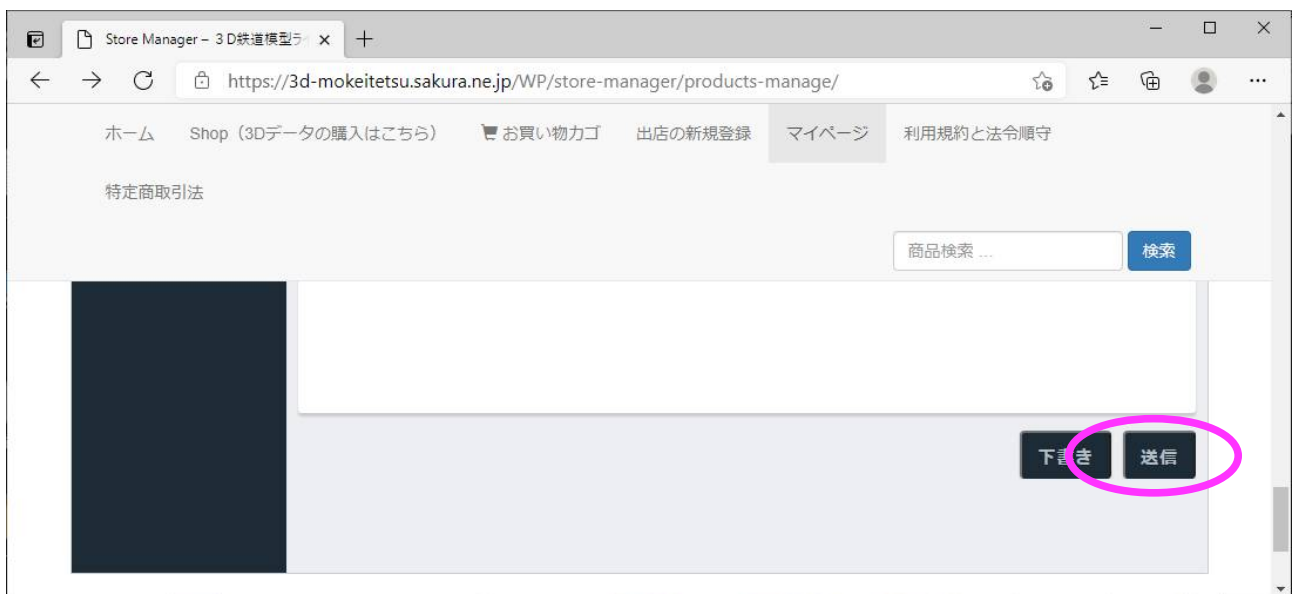 Store Manager – 3D鉄道模型ラ
https://3d-mokeitetsu.sakura.ne.jp/WP/store-manager/products-manage/
ホーム Shop（3Dデータの購入はこちら） お買い物カゴ 出店の新規登録 マイページ 利用規約と法令順守
特定商取引法
商品検索 ... 検索
下書き 送信